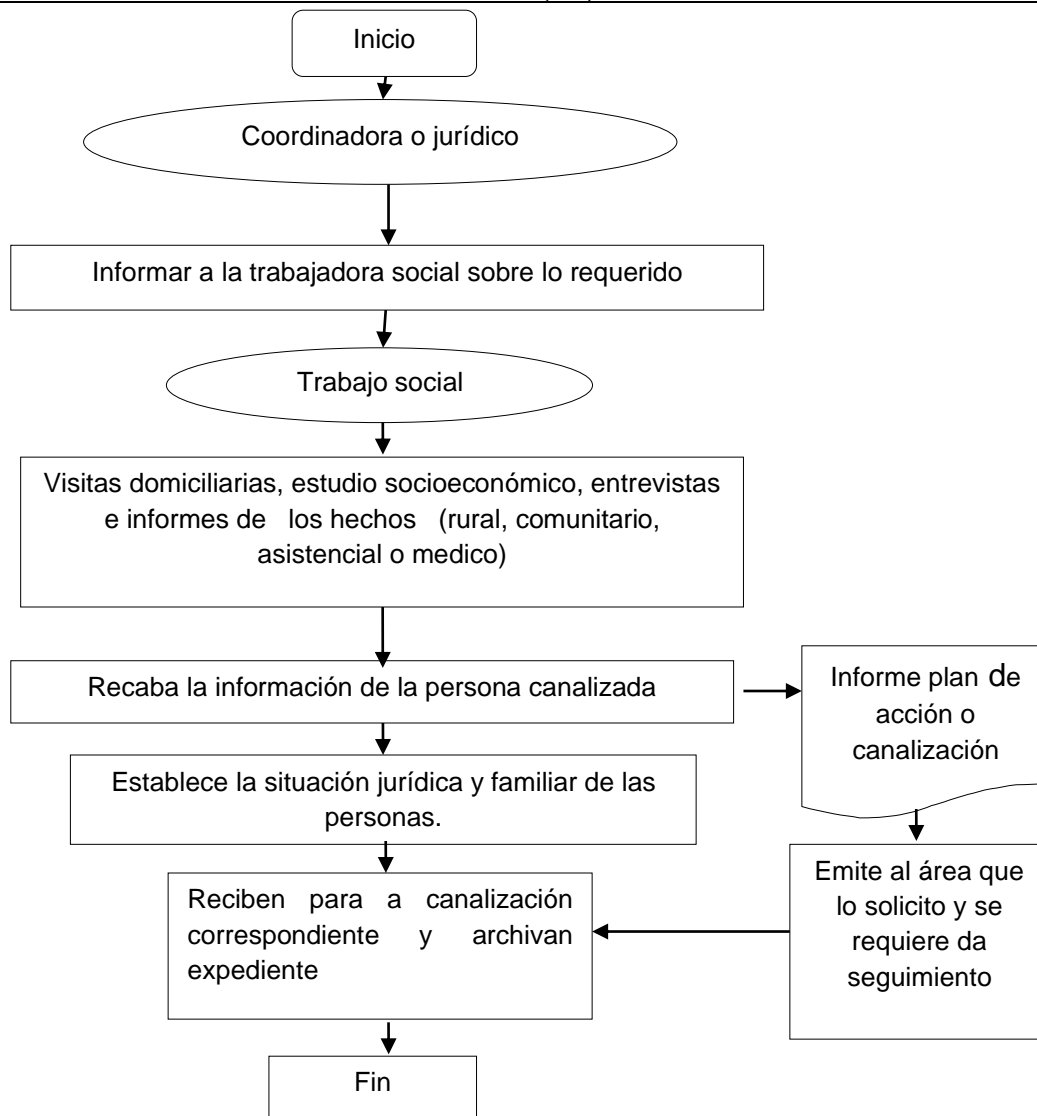 Inicio
Coordinadora o jurídico
Informar a la trabajadora social sobre lo requerido
Trabajo social
Visitas domiciliarias, estudio socioeconómico, entrevistas
e informes de los hechos (rural, comunitario,
asistencial o medico)
Recaba la información de la persona canalizada
Informe plan de
acción o
canalización
Establece la situación jurídica y familiar de las
personas.
Emite al área que
lo solicito y se
requiere da
seguimiento
Reciben para a canalización
correspondiente y archivan
expediente
Fin